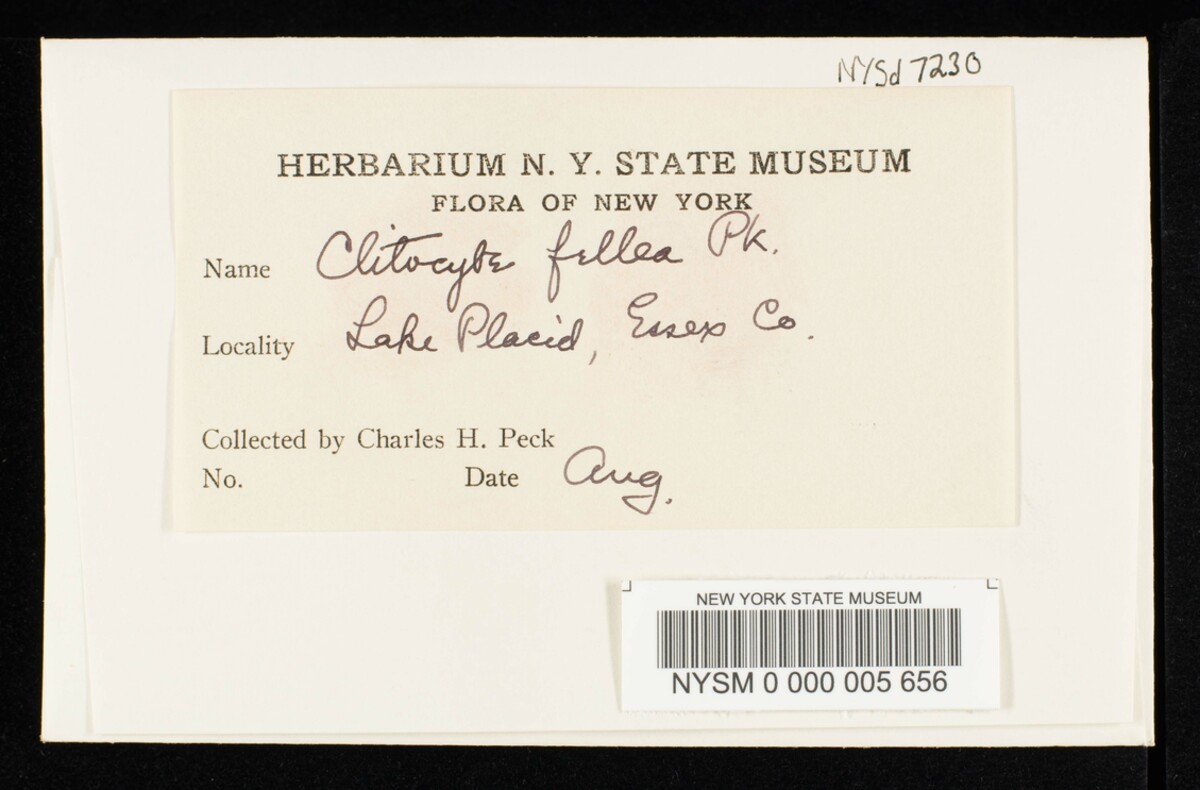 NYSd 7230
HERBARIUM N. Y. STATE MUSEUM
FLORA OF NEW YORK
Name Clitocybe fellea Pk.
Locality Lake Placid, Essex Co.
Collected by Charles H. Peck
No. Date Aug.
NEW YORK STATE MUSEUM
NYSM 0 000 005 656